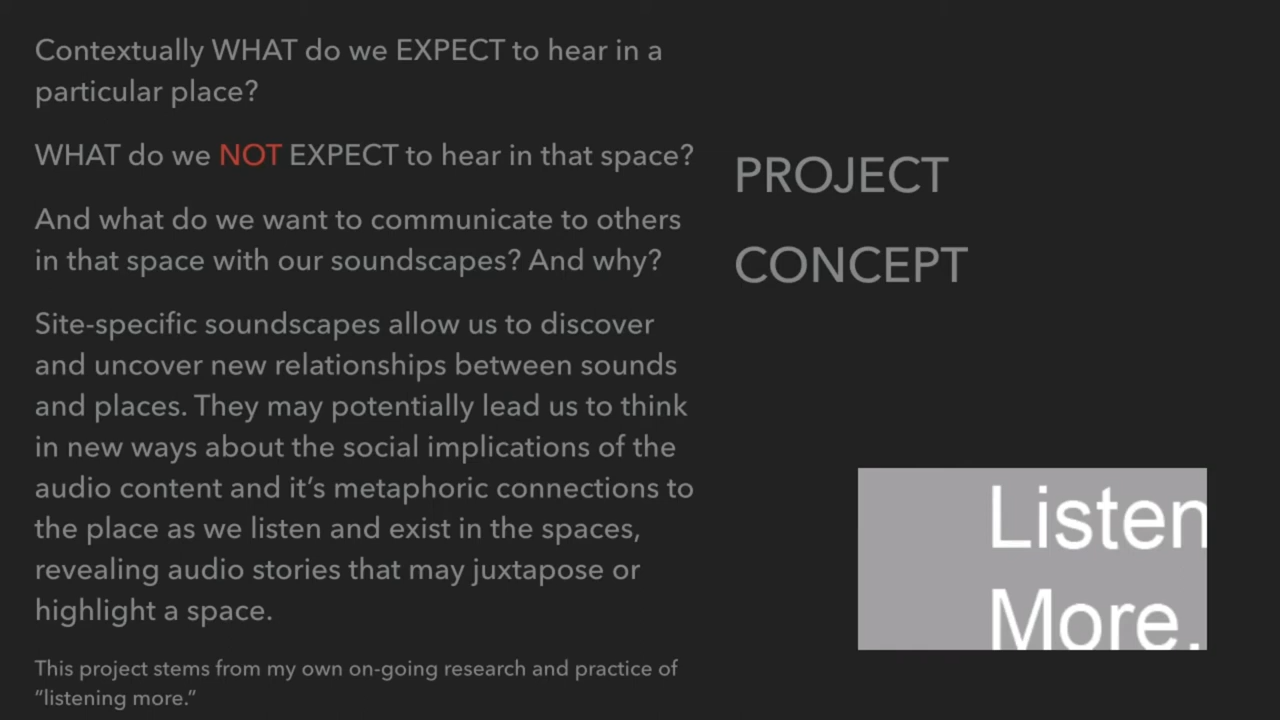 Contextually WHAT do we EXPECT to hear in a
particular place?
WHAT do we NOT EXPECT to hear in that space?
And what do we want to communicate to others
in that space with our soundscapes? And why?
Site-specific soundscapes allow us to discover
and uncover new relationships between sounds
and places. They may potentially lead us to think
in new ways about the social implications of the
audio content and it’s metaphoric connections to
the place as we listen and exist in the spaces,
revealing audio stories that may juxtapose or
highlight a space.
This project stems from my own on-going research and practice of
“listening more.”
PROJECT
CONCEPT
Listen
More.